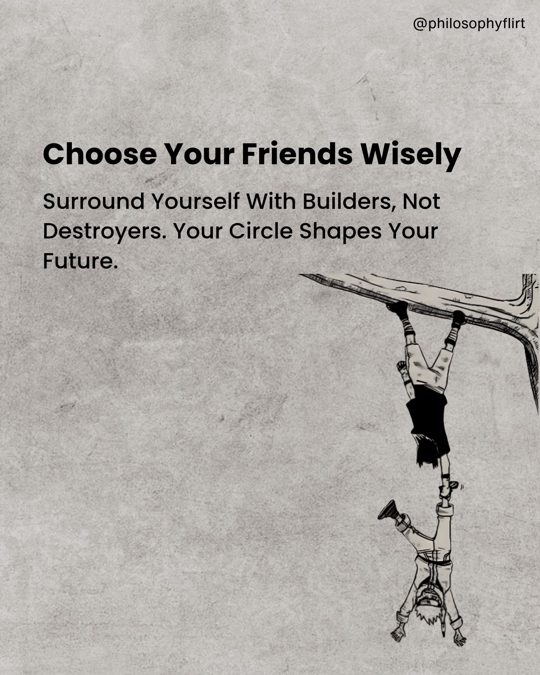 @philosophyflirt
Choose Your Friends Wisely
Surround Yourself With Builders, Not
Destroyers. Your Circle Shapes Your
Future.